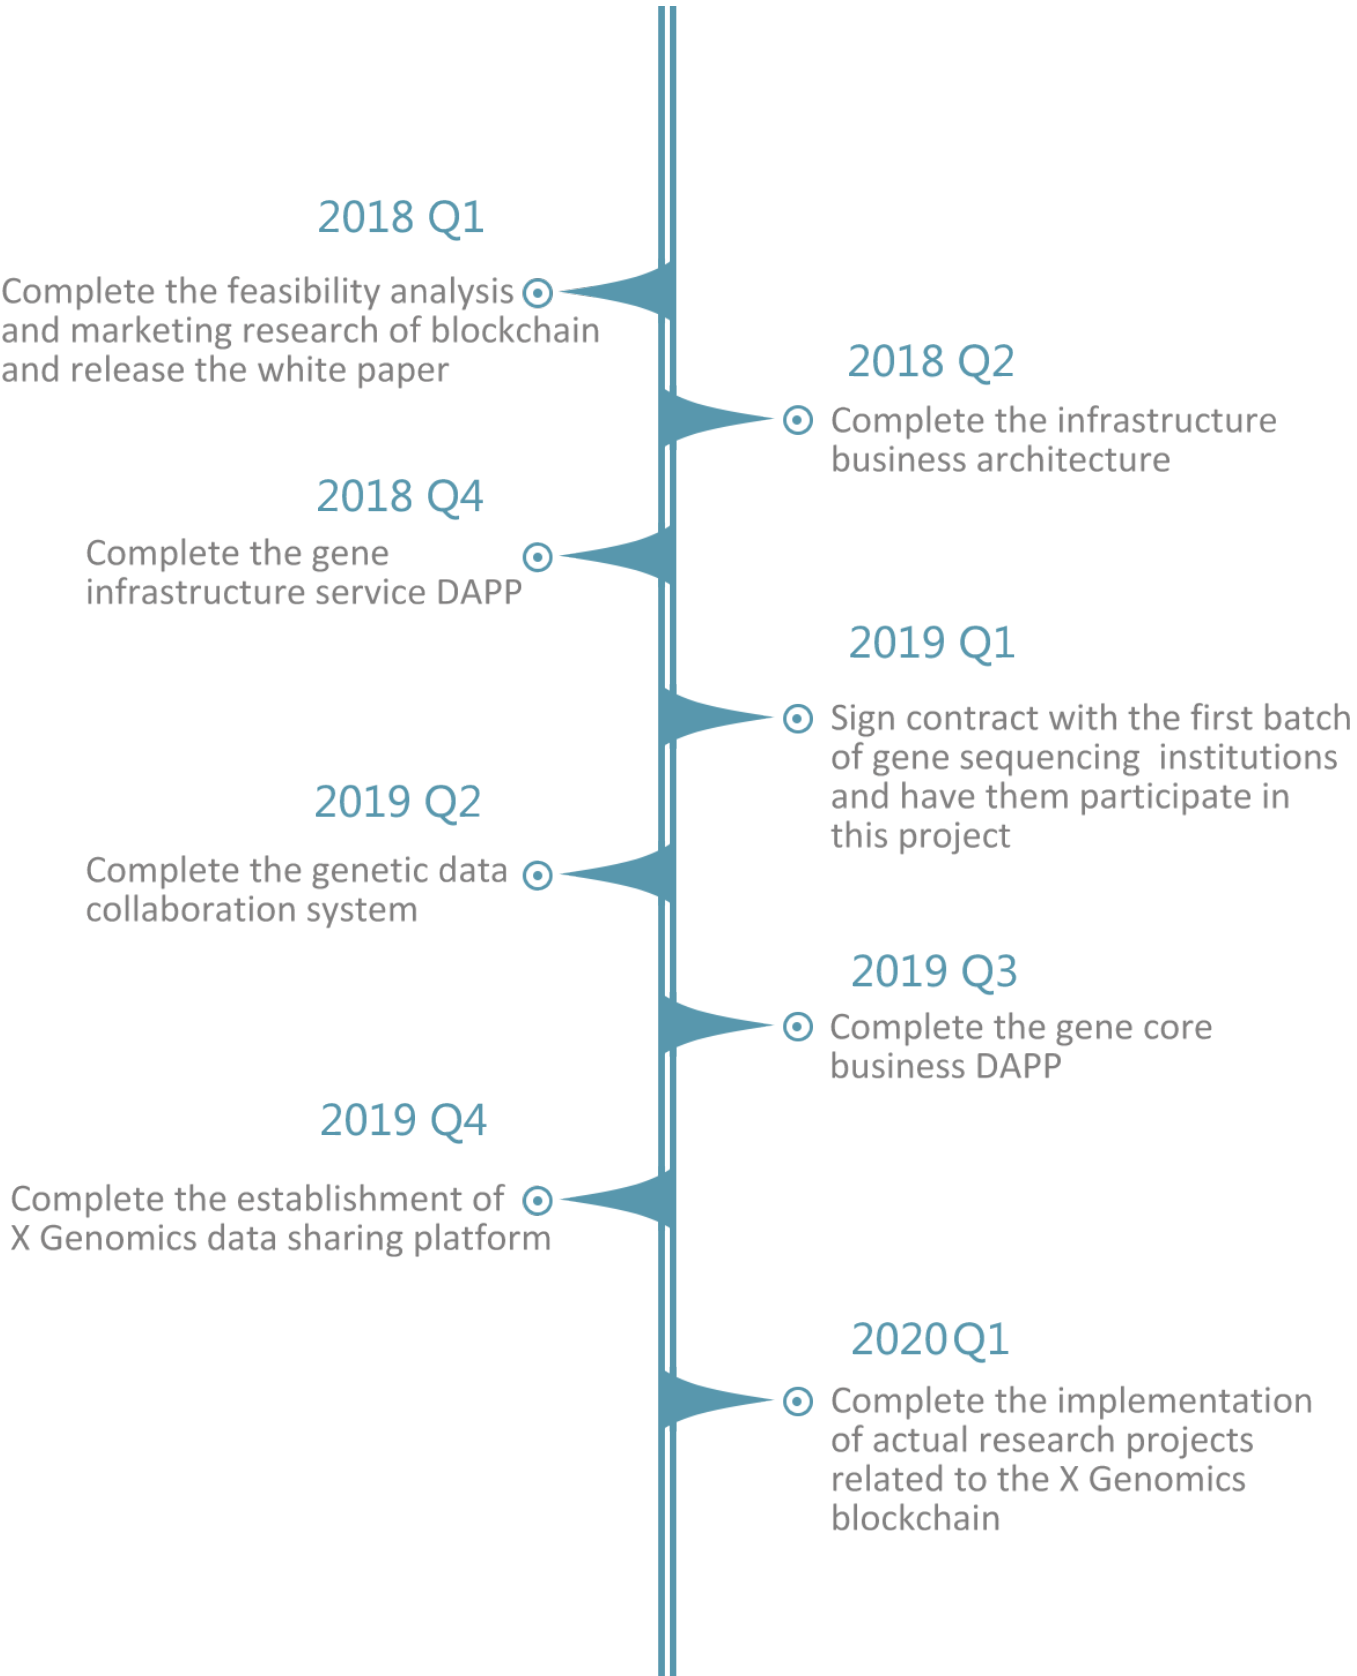 2018 Q1
Complete the feasibility analysis
and marketing research of blockchain
and release the white paper
2018 Q2
Complete the infrastructure
business architecture
2018 Q4
Complete the gene
infrastructure service DAPP
2019 Q1
Sign contract with the first batch
of gene sequencing  institutions
and have them participate in
this project
2019 Q2
Complete the genetic data
collaboration system
2019 Q3
Complete the gene core
business DAPP
2019 Q4
Complete the establishment of
X Genomics data sharing platform
2020 Q1
Complete the implementation
of actual research projects
related to the X Genomics
blockchain